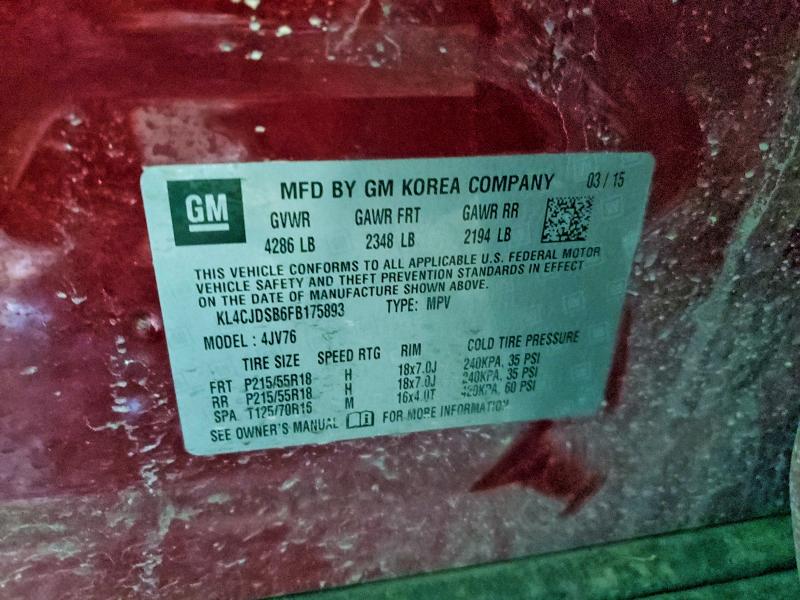 GM
MFD BY GM KOREA COMPANY 03 / 15
GVWR GAWR FRT GAWR RR
4286 LB 2348 LB 2194 LB
THIS VEHICLE CONFORMS TO ALL APPLICABLE U.S. FEDERAL MOTOR
VEHICLE SAFETY AND THEFT PREVENTION STANDARDS IN EFFECT
ON THE DATE OF MANUFACTURE SHOWN ABOVE.
KL4CJDSB6FB175893 TYPE: MPV
MODEL : 4JV76
TIRE SIZE SPEED RTG RIM COLD TIRE PRESSURE
FRT P215/55R18 H 18x7.0J 240KPA, 35 PSI
RR P215/55R18 H 18x7.0J 240KPA, 35 PSI
SPA T125/70R16 M 16x4.0T 420KPA, 60 PSI
SEE OWNER'S MANUAL FOR MORE INFORMATION